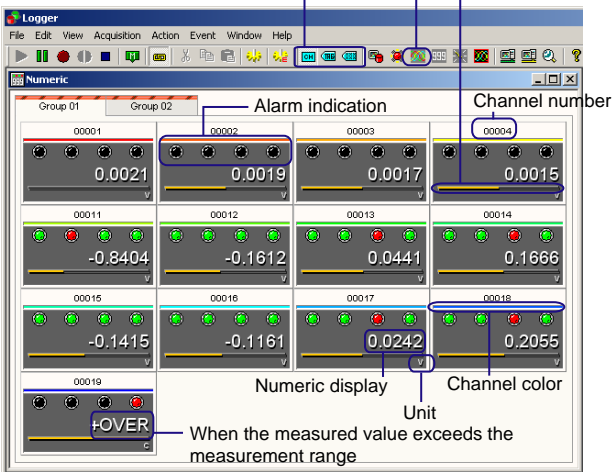 Logger
File Edit View Acquisition Action Event Window Help
CH TAG
Numeric
Group 01 Group 02
Alarm indication
Channel number
00001 00002 00003 00004
0.0021 0.0019 0.0017 0.0015
V V V V
00011 00012 00013 00014
-0.8404 -0.1612 0.0441 0.1666
V V V V
00015 00016 00017 00018
-0.1415 -0.1161 0.0242 0.2055
V V V V
Numeric display
Channel color
Unit
00019
+OVER
C
When the measured value exceeds the
measurement range